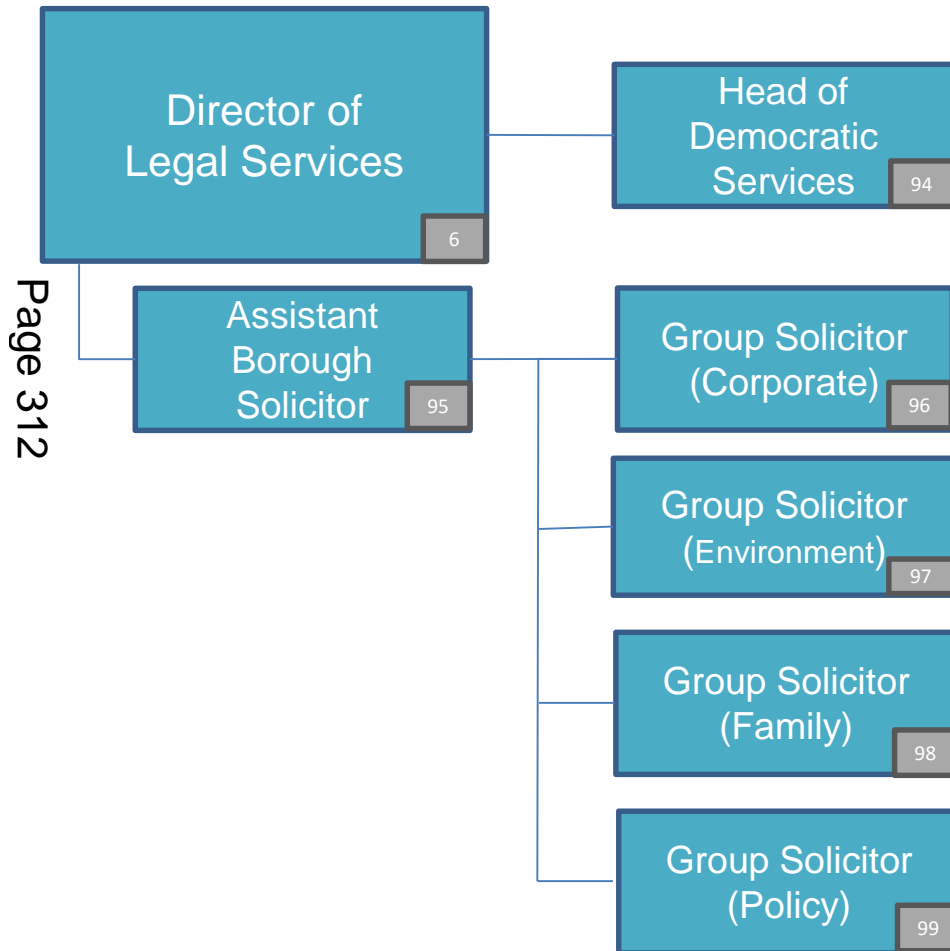 Director of
Legal Services
6
Head of
Democratic
Services
94
Page 312
Assistant
Borough
Solicitor
95
Group Solicitor
(Corporate)
96
Group Solicitor
(Environment)
97
Group Solicitor
(Family)
98
Group Solicitor
(Policy)
99